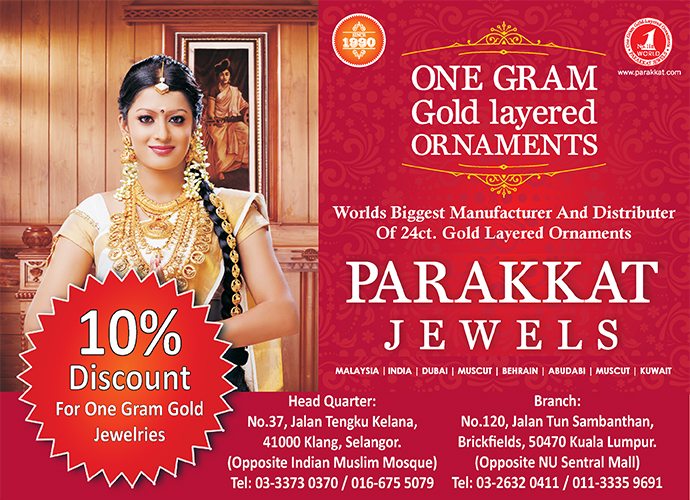 SINCE
1990
No.1
WORLD
www.parakkat.com
ONE GRAM
Gold layered
ORNAMENTS
Worlds Biggest Manufacturer And Distributer
Of 24ct. Gold Layered Ornaments
PARAKKAT
JEWELS
MALAYSIA | INDIA | DUBAI | MUSCUT | BEHRAIN | ABUDABI | MUSCUT | KUWAIT
10%
Discount
For One Gram Gold
Jewelries
Head Quarter:
No.37, Jalan Tengku Kelana,
41000 Klang, Selangor.
(Opposite Indian Muslim Mosque)
Tel: 03-3373 0370 / 016-675 5079
Branch:
No.120, Jalan Tun Sambanthan,
Brickfields, 50470 Kuala Lumpur.
(Opposite NU Sentral Mall)
Tel: 03-2632 0411 / 011-3335 9691